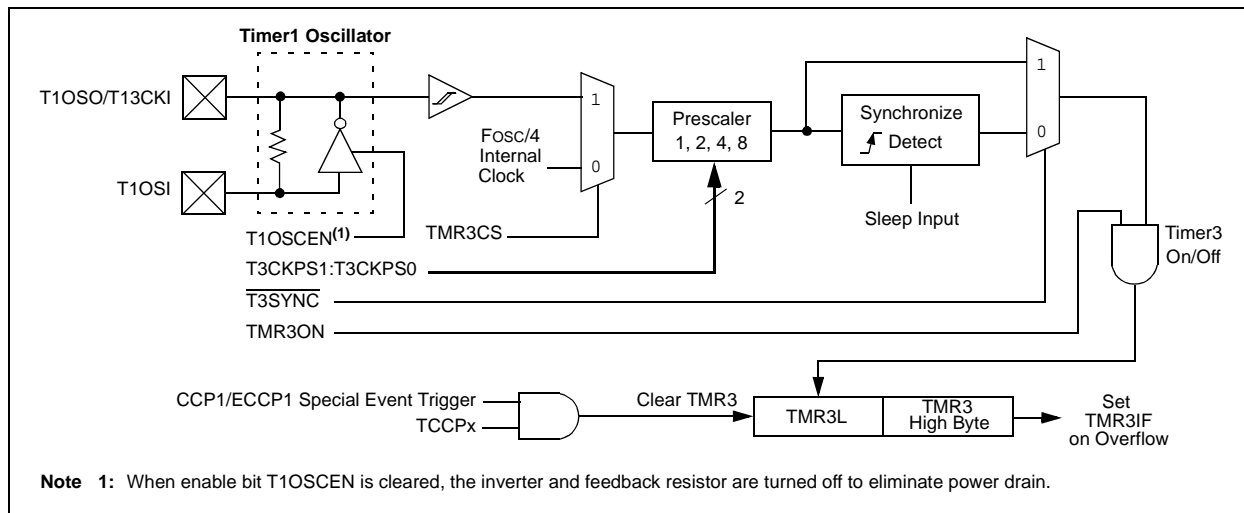 Timer1 Oscillator
T1OSO/T13CKI
1
FOSC/4
Internal
Clock
0
Prescaler
1, 2, 4, 8
Synchronize
Detect
1
0
T1OSI
2
Sleep Input
T1OSCEN(1)
TMR3CS
Timer3
On/Off
T3CKPS1:T3CKPS0
T3SYNC
TMR3ON
CCP1/ECCP1 Special Event Trigger
TCCPx
Clear TMR3
TMR3L
TMR3
High Byte
Set
TMR3IF
on Overflow
Note 1: When enable bit T1OSCEN is cleared, the inverter and feedback resistor are turned off to eliminate power drain.